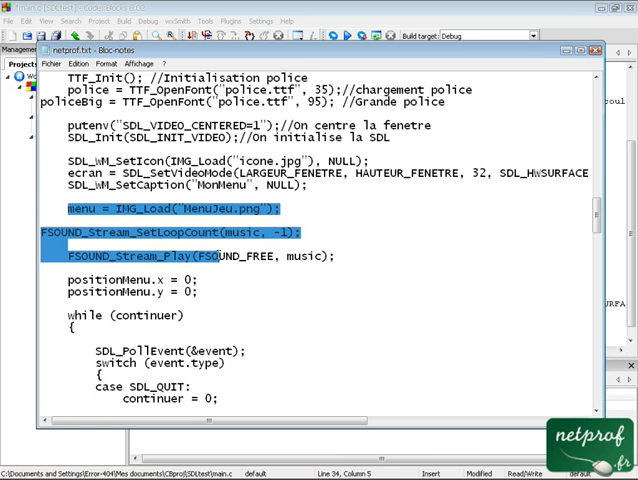 *main.c [SDLtest] - Code::Blocks 8.02
File Edit View Search Project Build Debug wxSmith Tools Plugins Settings Help
Build target: Debug
Management
Projects
netprof.txt - Bloc-notes
Fichier Edition Format Affichage ?
TTF_Init(); //Initialisation police
police = TTF_OpenFont("police.ttf", 35);//chargement police
policeBig = TTF_OpenFont("police.ttf", 95); //Grande police
putenv("SDL_VIDEO_CENTERED=1");//On centre la fenetre
SDL_Init(SDL_INIT_VIDEO);//On initialise la SDL
SDL_WM_SetIcon(IMG_Load("icone.jpg"), NULL);
ecran = SDL_SetVideoMode(LARGEUR_FENETRE, HAUTEUR_FENETRE, 32, SDL_HWSURFACE
SDL_WM_SetCaption("MonMenu", NULL);
menu = IMG_Load("MenuJeu.png");
FSOUND_Stream_SetLoopCount(music, -1);
FSOUND_Stream_Play(FSOUND_FREE, music);
positionMenu.x = 0;
positionMenu.y = 0;
while (continuer)
{
SDL_PollEvent(&event);
switch (event.type)
{
case SDL_QUIT:
continuer = 0;
netprof
.fr
C:\Documents and Settings\Error-404\Mes documents\CBproj\SDLtest\main.c default Line 34, Column 5 Insert Modified Read/Write default